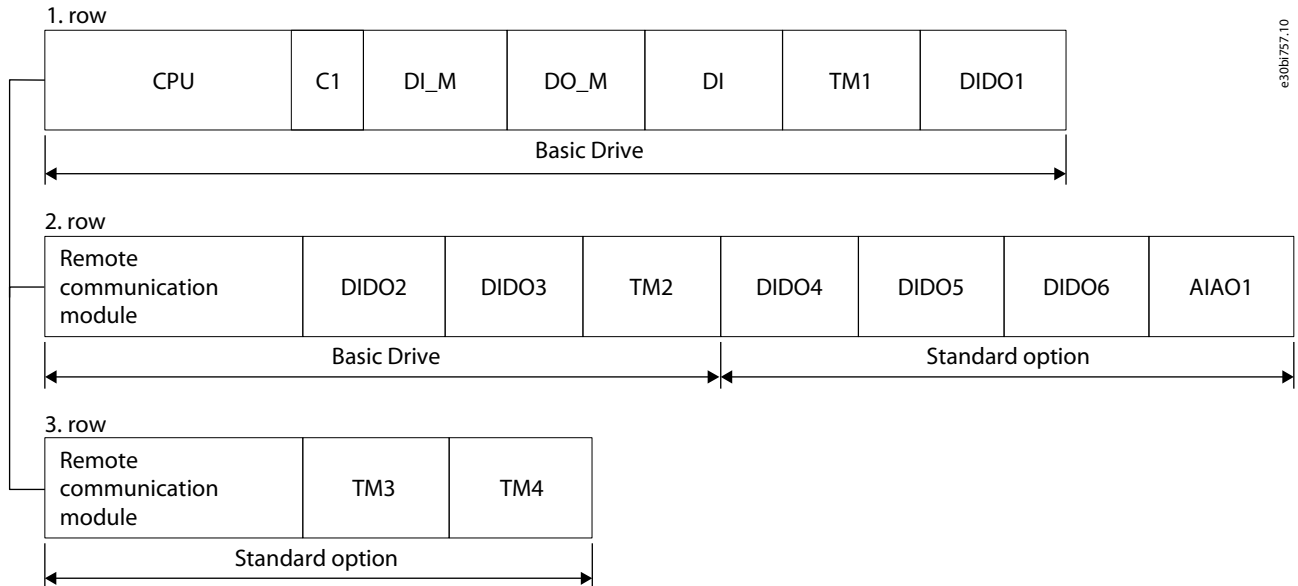 1. row
CPU
C1
DI_M
DO_M
DI
TM1
DIDO1
Basic Drive
e30bi757.10
2. row
Remote
communication
module
DIDO2
DIDO3
TM2
DIDO4
DIDO5
DIDO6
AIAO1
Basic Drive
Standard option
3. row
Remote
communication
module
TM3
TM4
Standard option